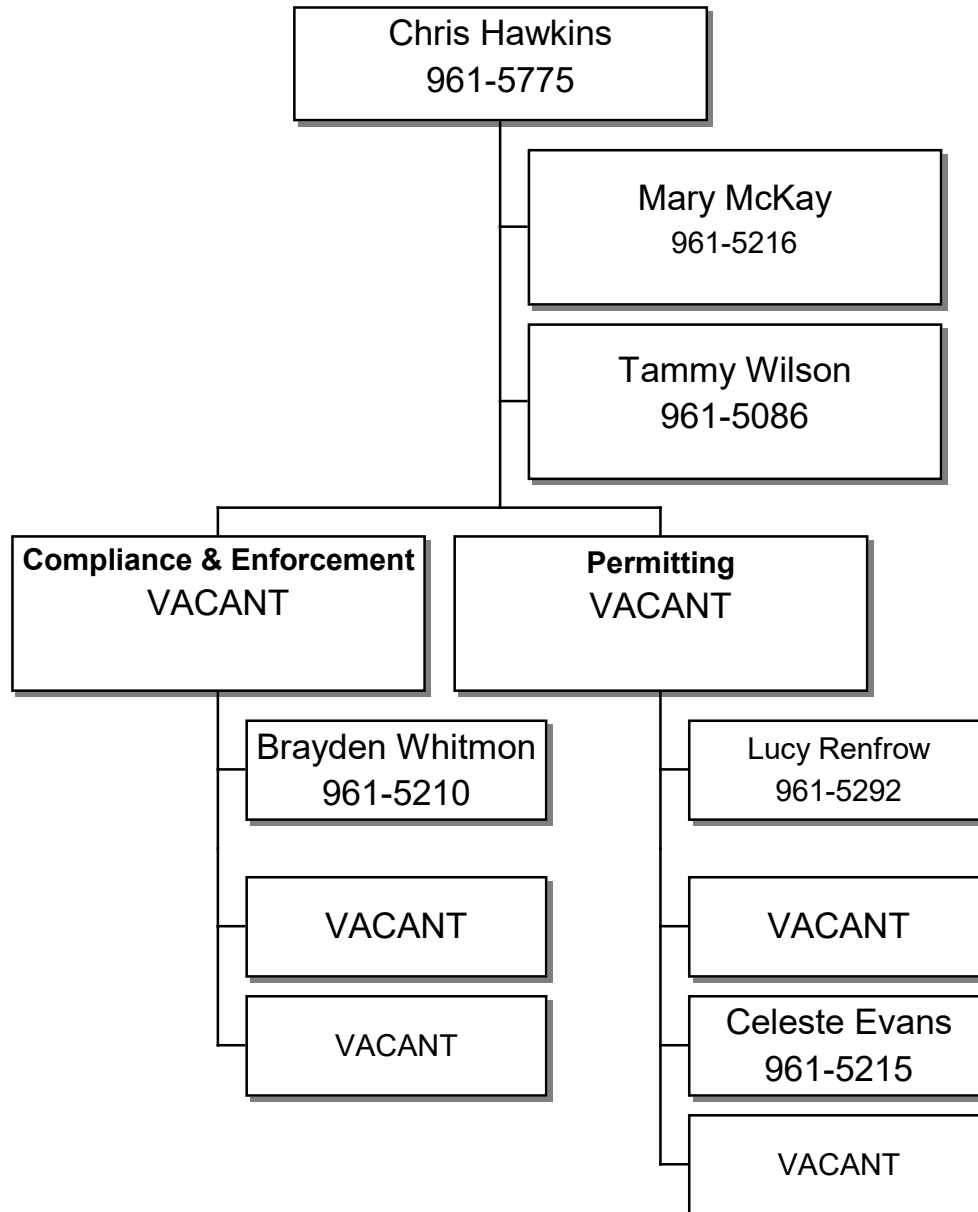 Chris Hawkins
961-5775
Mary McKay
961-5216
Tammy Wilson
961-5086
Compliance & Enforcement
VACANT
Permitting
VACANT
Brayden Whitmon
961-5210
VACANT
VACANT
Lucy Renfrow
961-5292
VACANT
Celeste Evans
961-5215
VACANT